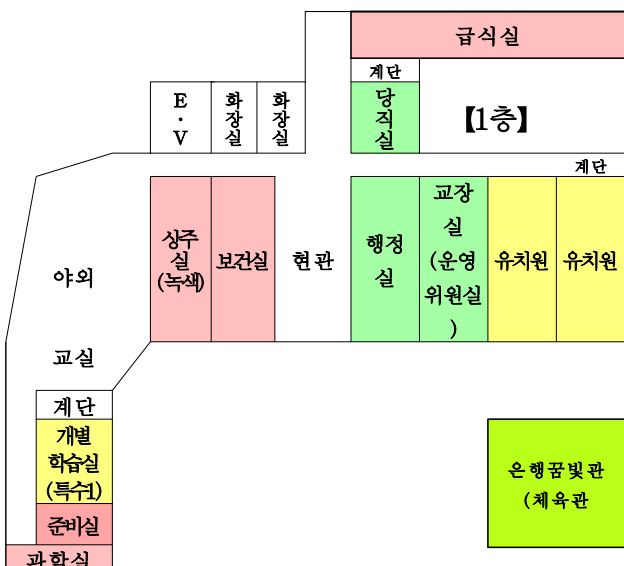 급식실
계단
E
·
V
화
장
실
화
장
실
당
직
실
【1층】
계단
상주
실
(녹색)
보건실
현관
행정
실
교장
실
(운영
위원실
)
유치원
유치원
야외
교실
계단
개별
학습실
(특수1)
준비실
과학실
은행꿈빛관
(체육관